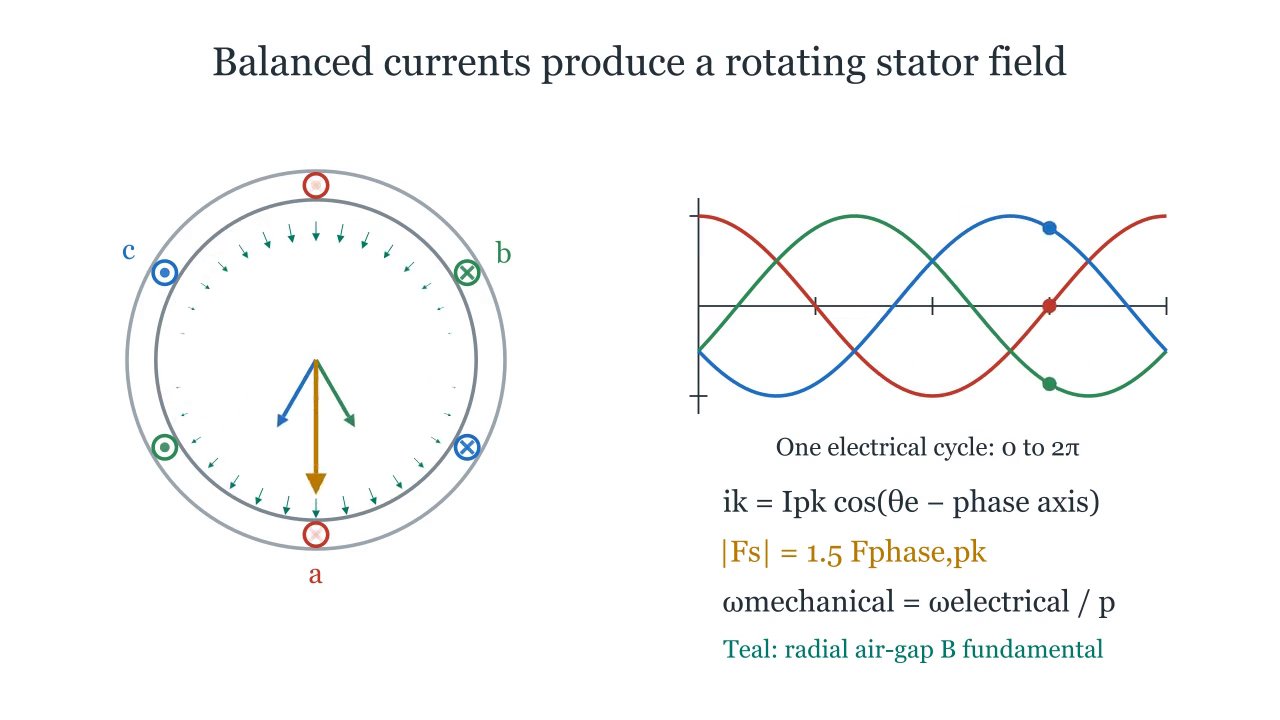 Balanced currents produce a rotating stator field
c
b
a
One electrical cycle: 0 to 2π
ik = Ipk cos(θe − phase axis)
|Fs| = 1.5 Fphase,pk
ωmechanical = ωelectrical / p
Teal: radial air-gap B fundamental